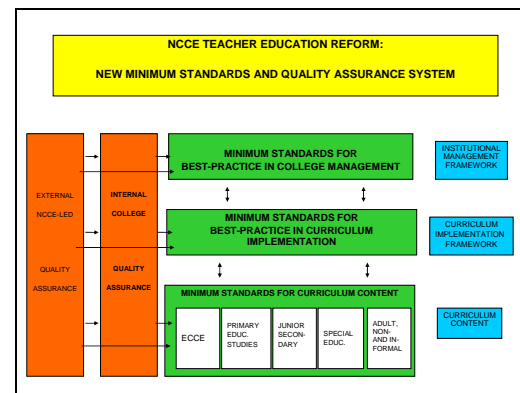 NCCE TEACHER EDUCATION REFORM:
NEW MINIMUM STANDARDS AND QUALITY ASSURANCE SYSTEM
EXTERNAL
NCCE-LED
QUALITY
ASSURANCE
INTERNAL
COLLEGE
QUALITY
ASSURANCE
MINIMUM STANDARDS FOR
BEST-PRACTICE IN COLLEGE MANAGEMENT
INSTITUTIONAL
MANAGEMENT
FRAMEWORK
MINIMUM STANDARDS FOR
BEST-PRACTICE IN CURRICULUM
IMPLEMENTATION
CURRICULUM
IMPLEMENTATION
FRAMEWORK
MINIMUM STANDARDS FOR CURRICULUM CONTENT
ECCE
PRIMARY
EDUC.
STUDIES
JUNIOR
SECON-
DARY
SPECIAL
EDUC.
ADULT,
NON-
AND IN-
FORMAL
CURRICULUM
CONTENT